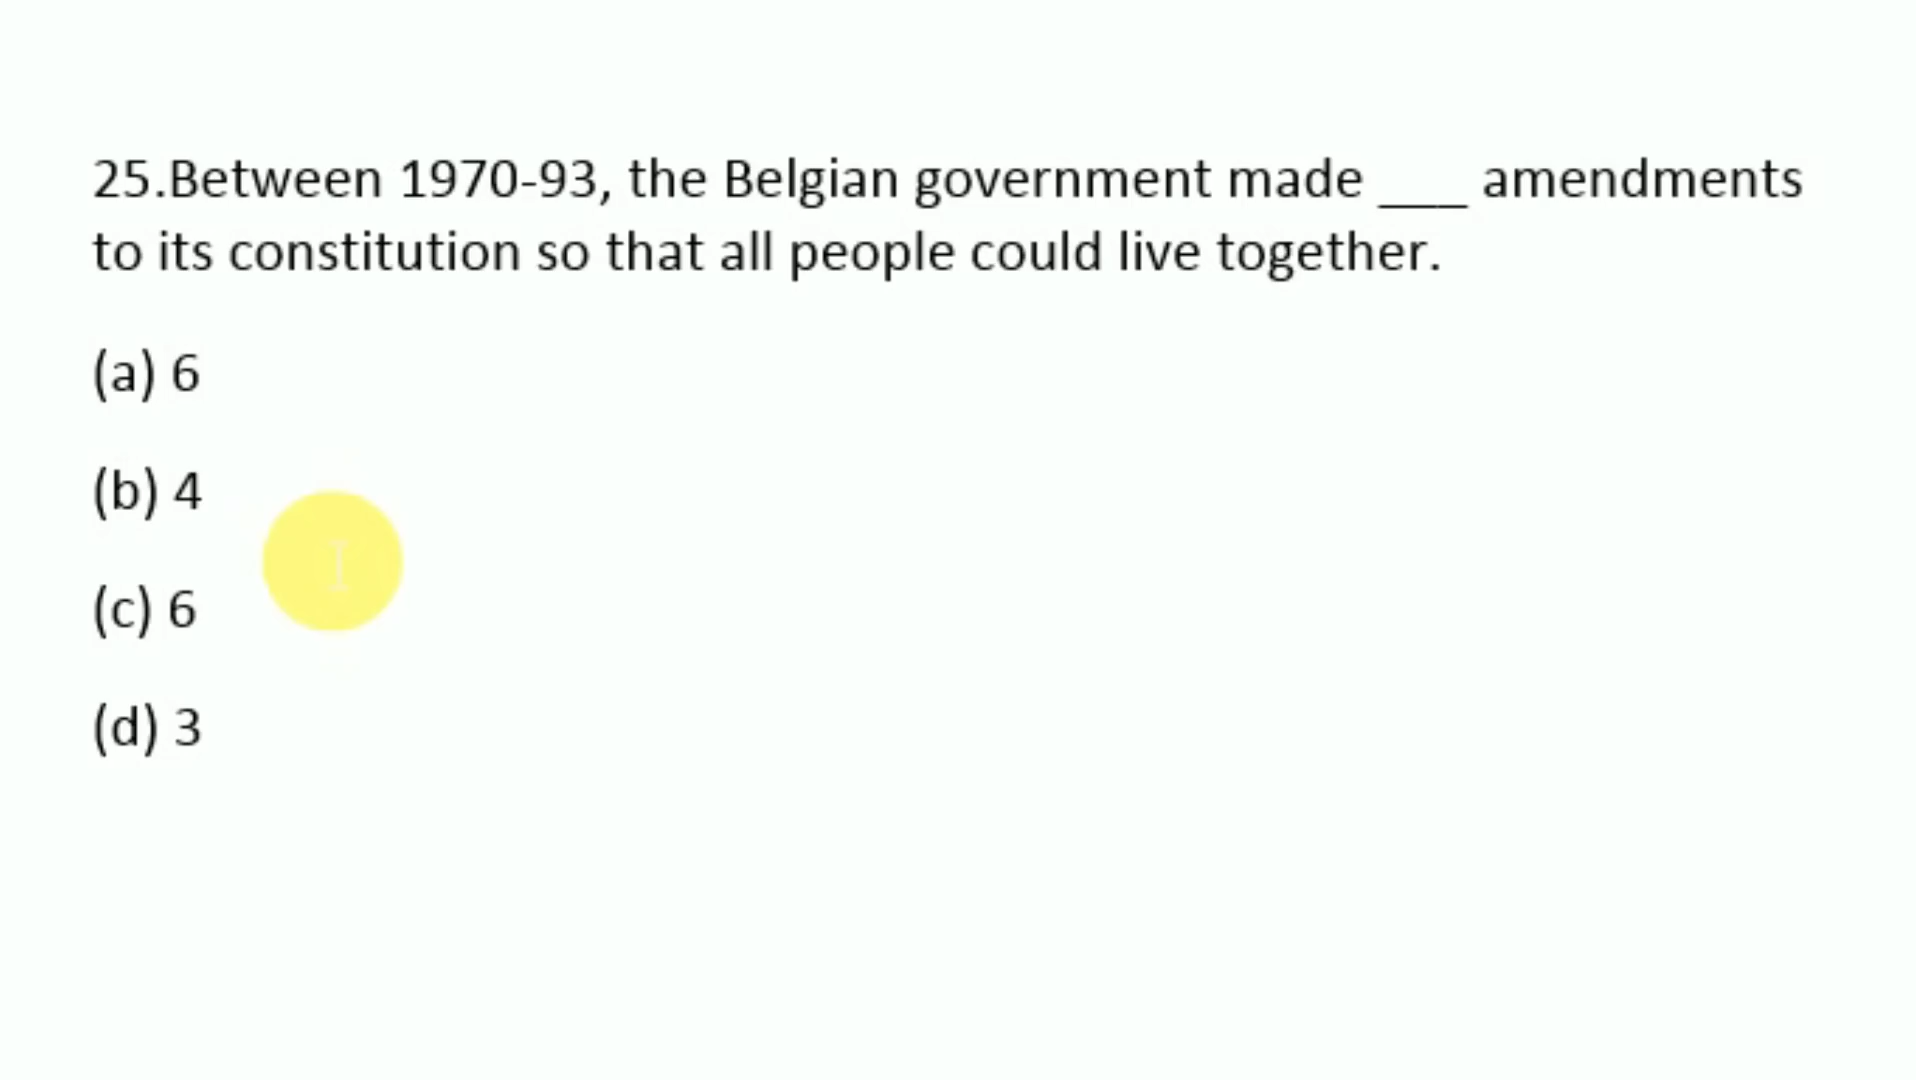 25.Between 1970-93, the Belgian government made ___ amendments
to its constitution so that all people could live together.
(a) 6
(b) 4
(c) 6
(d) 3